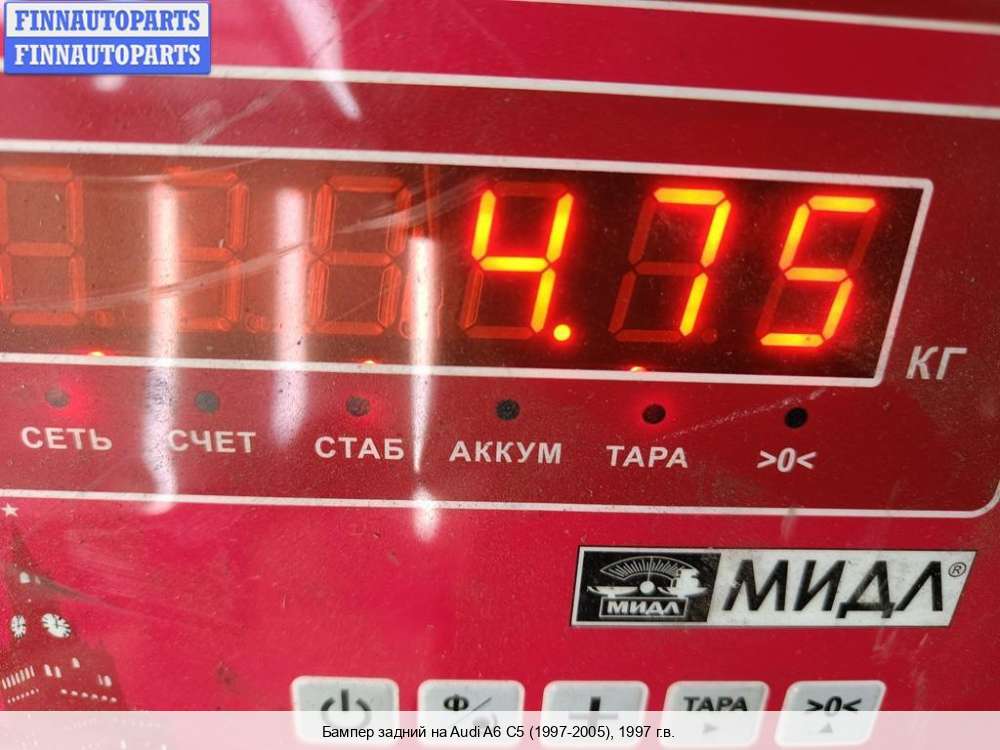 FINNAUTOPARTS
FINNAUTOPARTS
4.75
КГ
СЕТЬ СЧЕТ СТАБ АККУМ ТАРА >0<
МИДЛ МИДЛ®
ТАРА >0<
Бампер задний на Audi A6 C5 (1997-2005), 1997 г.в.